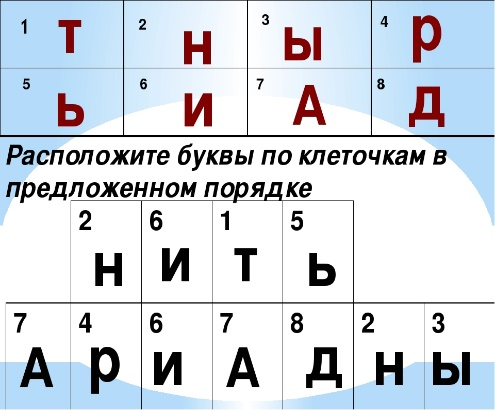 1 т 2 н 3 ы 4 р
5 ь 6 и 7 А 8 д
Расположите буквы по клеточкам в
предложенном порядке
2 6 1 5
н и т ь
7 4 6 7 8 2 3
А р и А д н ы